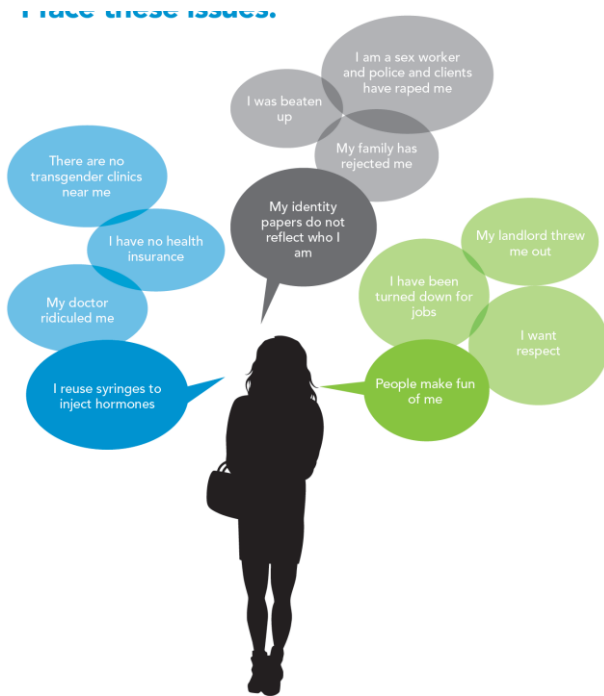 I face these issues:
I am a sex worker
and police and clients
have raped me
I was beaten
up
My family has
rejected me
My identity
papers do not
reflect who I
am
There are no
transgender clinics
near me
I have no health
insurance
My doctor
ridiculed me
I reuse syringes to
inject hormones
My landlord threw
me out
I have been
turned down for
jobs
I want
respect
People make fun
of me